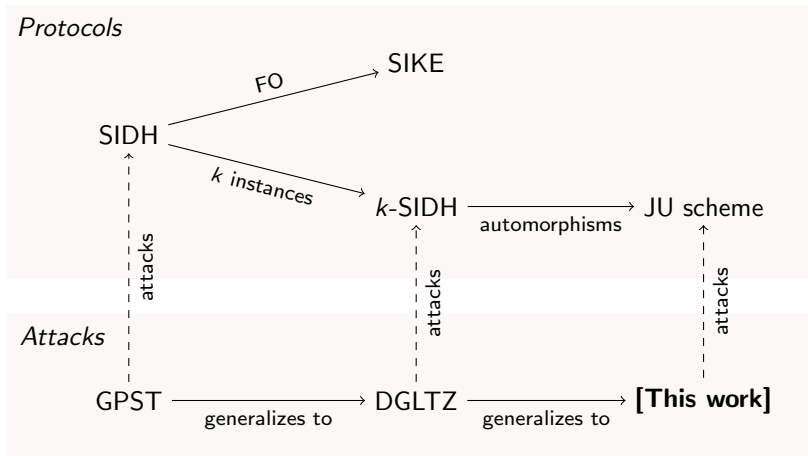 Protocols
SIKE
FO
SIDH
k instances
k-SIDH
automorphisms
JU scheme
attacks
attacks
attacks
Attacks
GPST
generalizes to
DGLTZ
generalizes to
[This work]